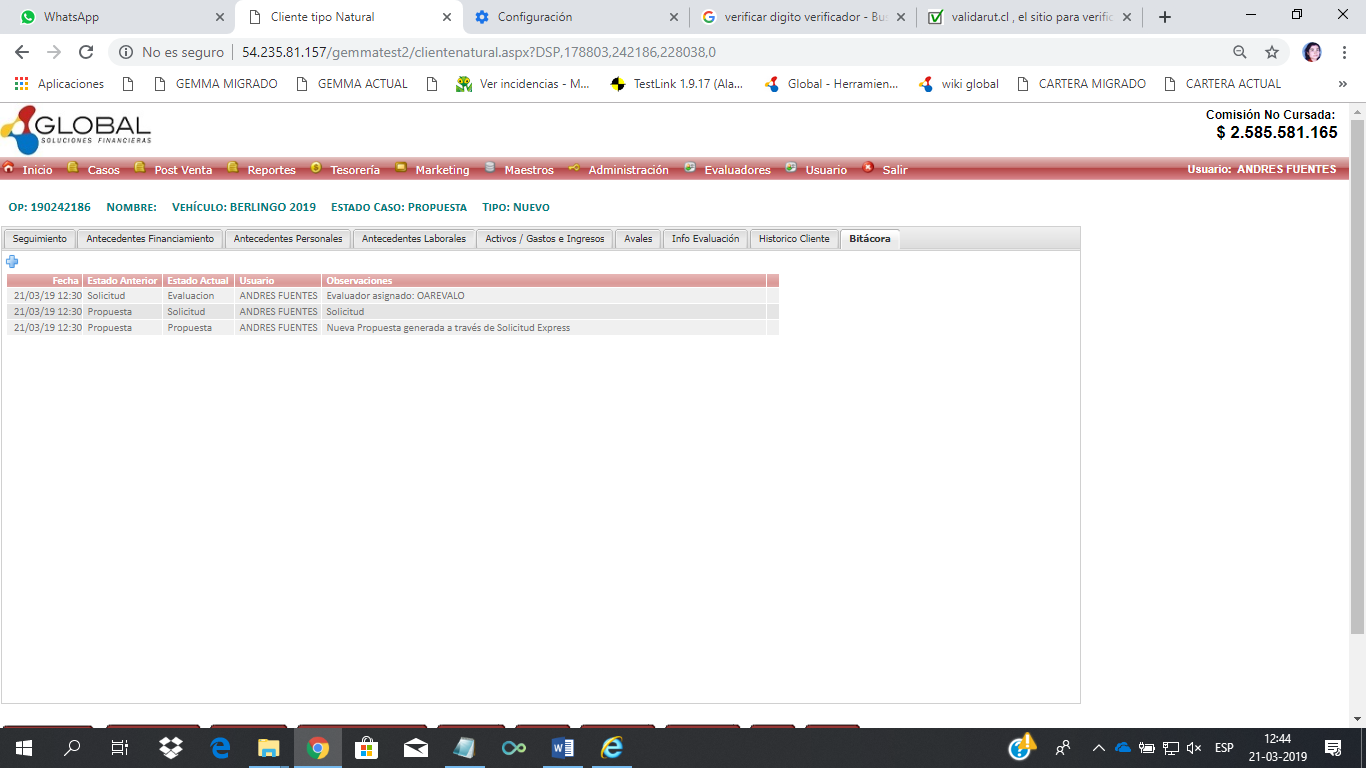 WhatsApp
Cliente tipo Natural
Configuración
verificar digito verificador - Bu
validarut.cl , el sitio para verific
No es seguro 54.235.81.157/gemmatest2/clientenatural.aspx?DSP,178803,242186,228038,0
Aplicaciones GEMMA MIGRADO GEMMA ACTUAL Ver incidencias - M... TestLink 1.9.17 (Ala... Global - Herramien... wiki global CARTERA MIGRADO CARTERA ACTUAL »
GLOBAL
SOLUCIONES FINANCIERAS
Comisión No Cursada:
$ 2.585.581.165
Inicio Casos Post Venta Reportes Tesorería Marketing Maestros Administración Evaluadores Usuario Salir Usuario: ANDRES FUENTES
OP: 190242186 NOMBRE: VEHÍCULO: BERLINGO 2019 ESTADO CASO: PROPUESTA TIPO: NUEVO
Seguimiento Antecedentes Financiamiento Antecedentes Personales Antecedentes Laborales Activos / Gastos e Ingresos Avales Info Evaluación Historico Cliente Bitácora
Fecha Estado Anterior Estado Actual Usuario Observaciones
21/03/19 12:30 Solicitud Evaluacion ANDRES FUENTES Evaluador asignado: OAREVALO
21/03/19 12:30 Propuesta Solicitud ANDRES FUENTES Solicitud
21/03/19 12:30 Propuesta Propuesta ANDRES FUENTES Nueva Propuesta generada a través de Solicitud Express
ESP
12:44
21-03-2019